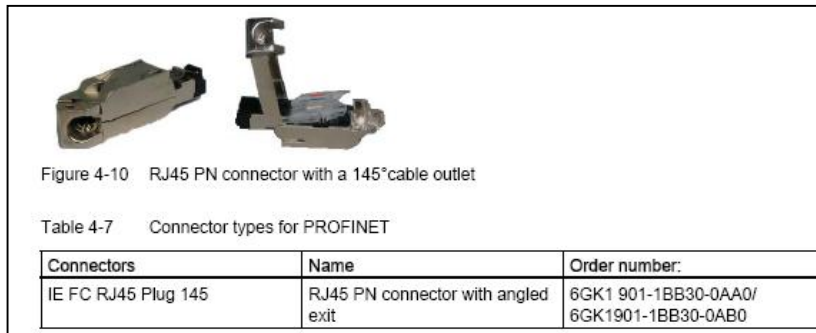 Figure 4-10 RJ45 PN connector with a 145°cable outlet
Table 4-7 Connector types for PROFINET
Connectors Name Order number:
IE FC RJ45 Plug 145 RJ45 PN connector with angled 6GK1 901-1BB30-0AA0/
exit 6GK1901-1BB30-0AB0